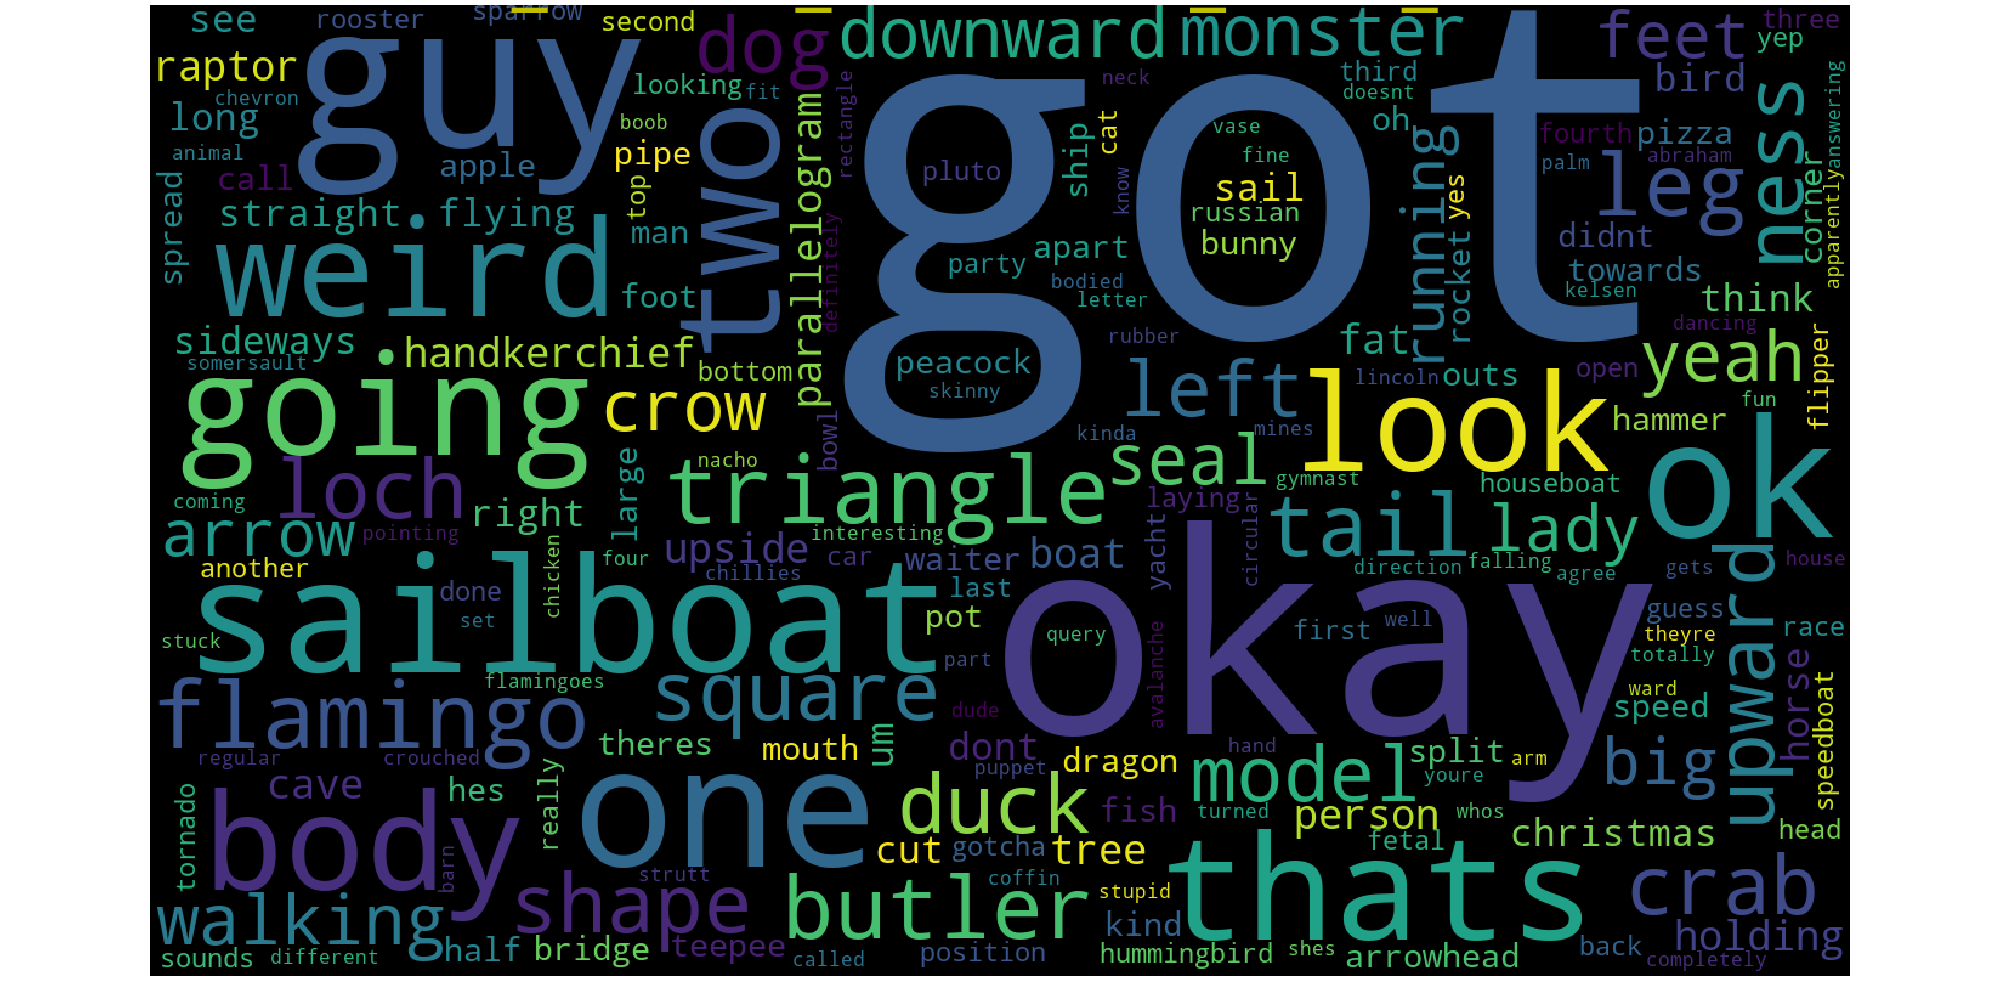 see rooster sparrow second
guy dog downward monster feet three
raptor looking fit neck third bird yep
chevron doesnt
long boob got ness
animal apple pipe two parallelogram rectangle ship cat vase oh fourth pizza answering
call top pluto fine running palm abraham
spread straight flying man know sail yes leg corner apparently
russian
weird party apart bunny rocket didnt
foot definitely bodied towards
letter kelsen think
sideways handkerchief rubber fat dancing
somersault bottom peacock lincoln outs open yeah flipper
going crow skinny left look fun
bowl kinda mines hammer
loch large nacho triangle seal gymnast houseboat ok
coming right laying
arrow pointing interesting tail lady
another chicken four upside car waiter boat yacht circular direction falling agree upward gets house
sailboat chillies
done last okay guess
set pot query first well theyre race
stuck part avalanche totally
flamingo flamingoes square dude ward speed horse speedboat
regular crouched theres mouth um dont hand split big
cave hes really puppet dragon model youre arm
tornado body one duck fish turned person whos christmas head
barn cut gotcha tree fetal
strutt coffin stupid thats crab
walking shape butler kind holding
sounds different half bridge teepee called position hummingbird shes arrowhead back completely